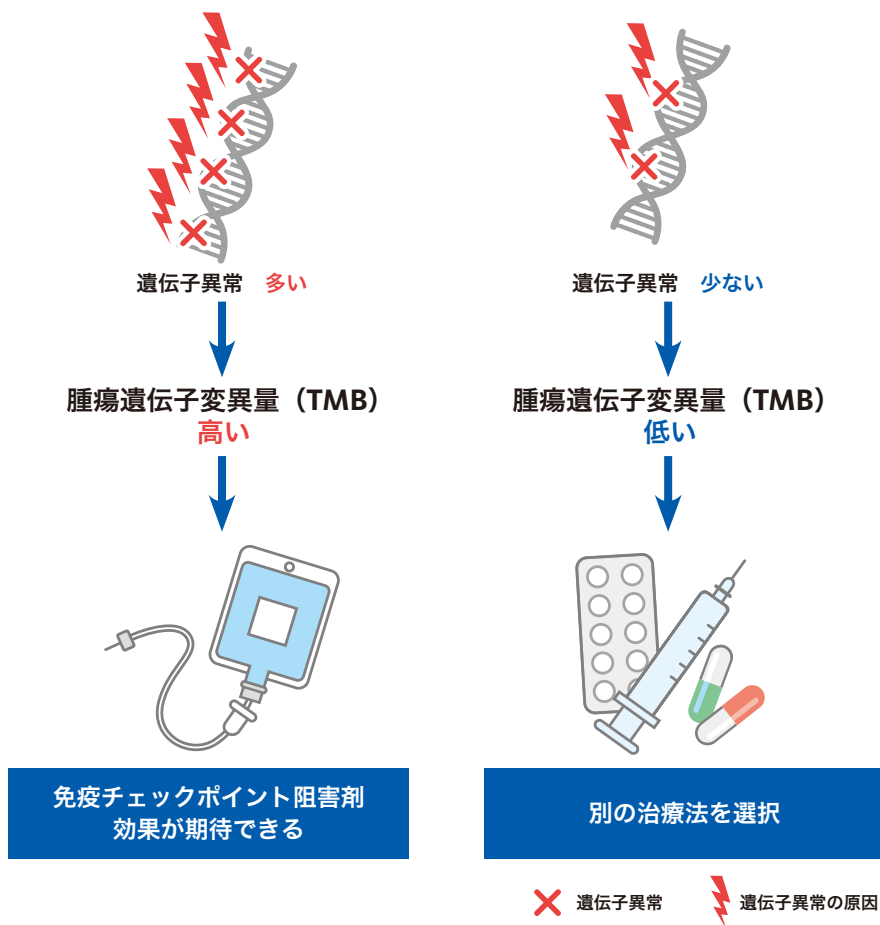 遺伝子異常 多い
腫瘍遺伝子変異量（TMB）
高い
免疫チェックポイント阻害剤
効果が期待できる
遺伝子異常 少ない
腫瘍遺伝子変異量（TMB）
低い
別の治療法を選択
遺伝子異常
遺伝子異常の原因